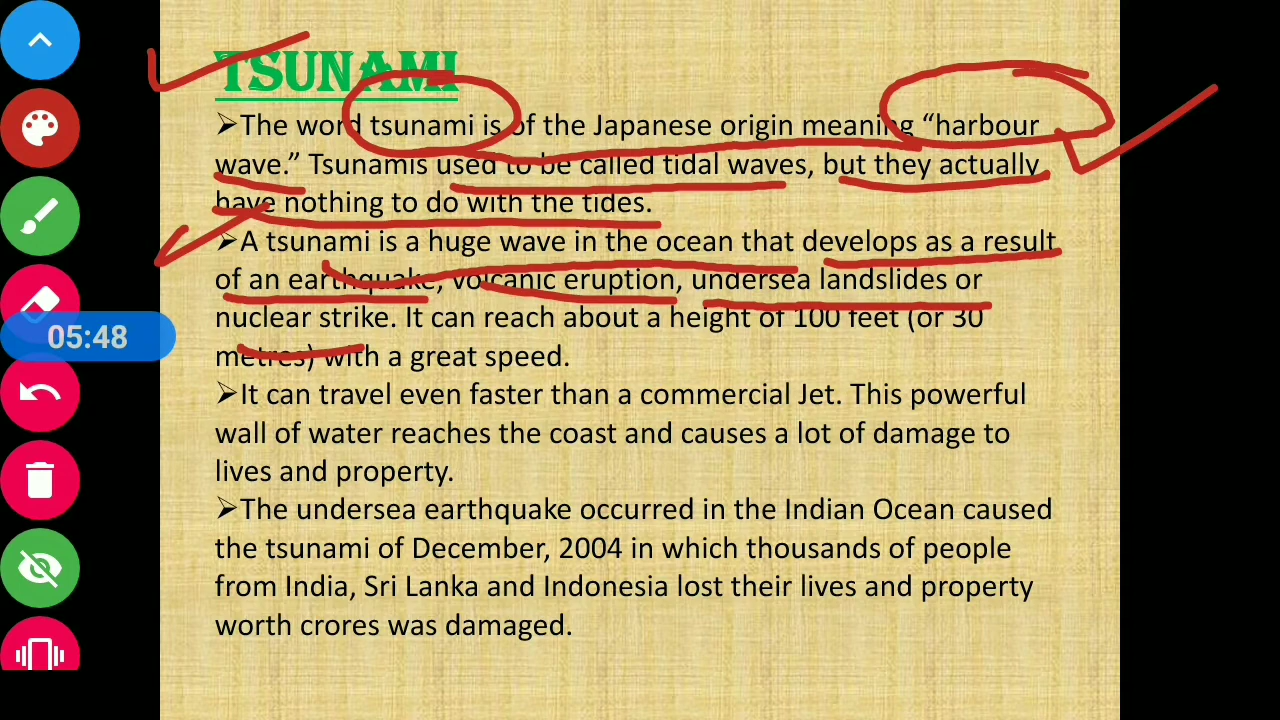 TSUNAMI
➢The word tsunami is of the Japanese origin meaning “harbour
wave.” Tsunamis used to be called tidal waves, but they actually
have nothing to do with the tides.
➢A tsunami is a huge wave in the ocean that develops as a result
of an earthquake, volcanic eruption, undersea landslides or
nuclear strike. It can reach about a height of 100 feet (or 30
metres) with a great speed.
➢It can travel even faster than a commercial Jet. This powerful
wall of water reaches the coast and causes a lot of damage to
lives and property.
➢The undersea earthquake occurred in the Indian Ocean caused
the tsunami of December, 2004 in which thousands of people
from India, Sri Lanka and Indonesia lost their lives and property
worth crores was damaged.
05:48